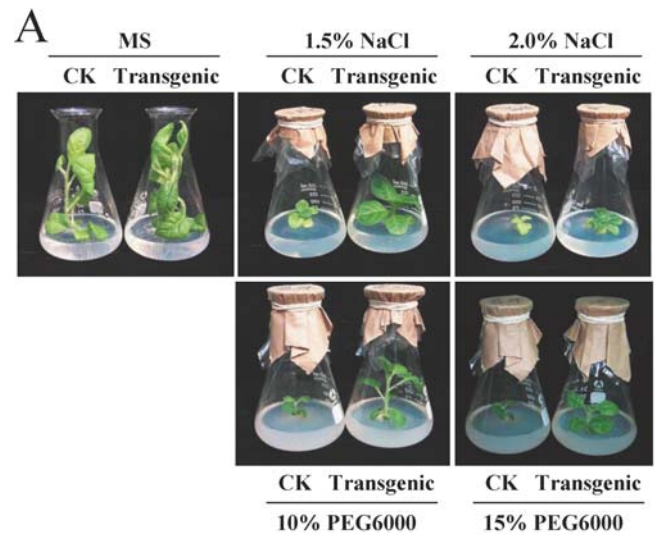 A
MS 1.5% NaCl 2.0% NaCl
CK Transgenic CK Transgenic CK Transgenic
CK Transgenic CK Transgenic
10% PEG6000 15% PEG6000